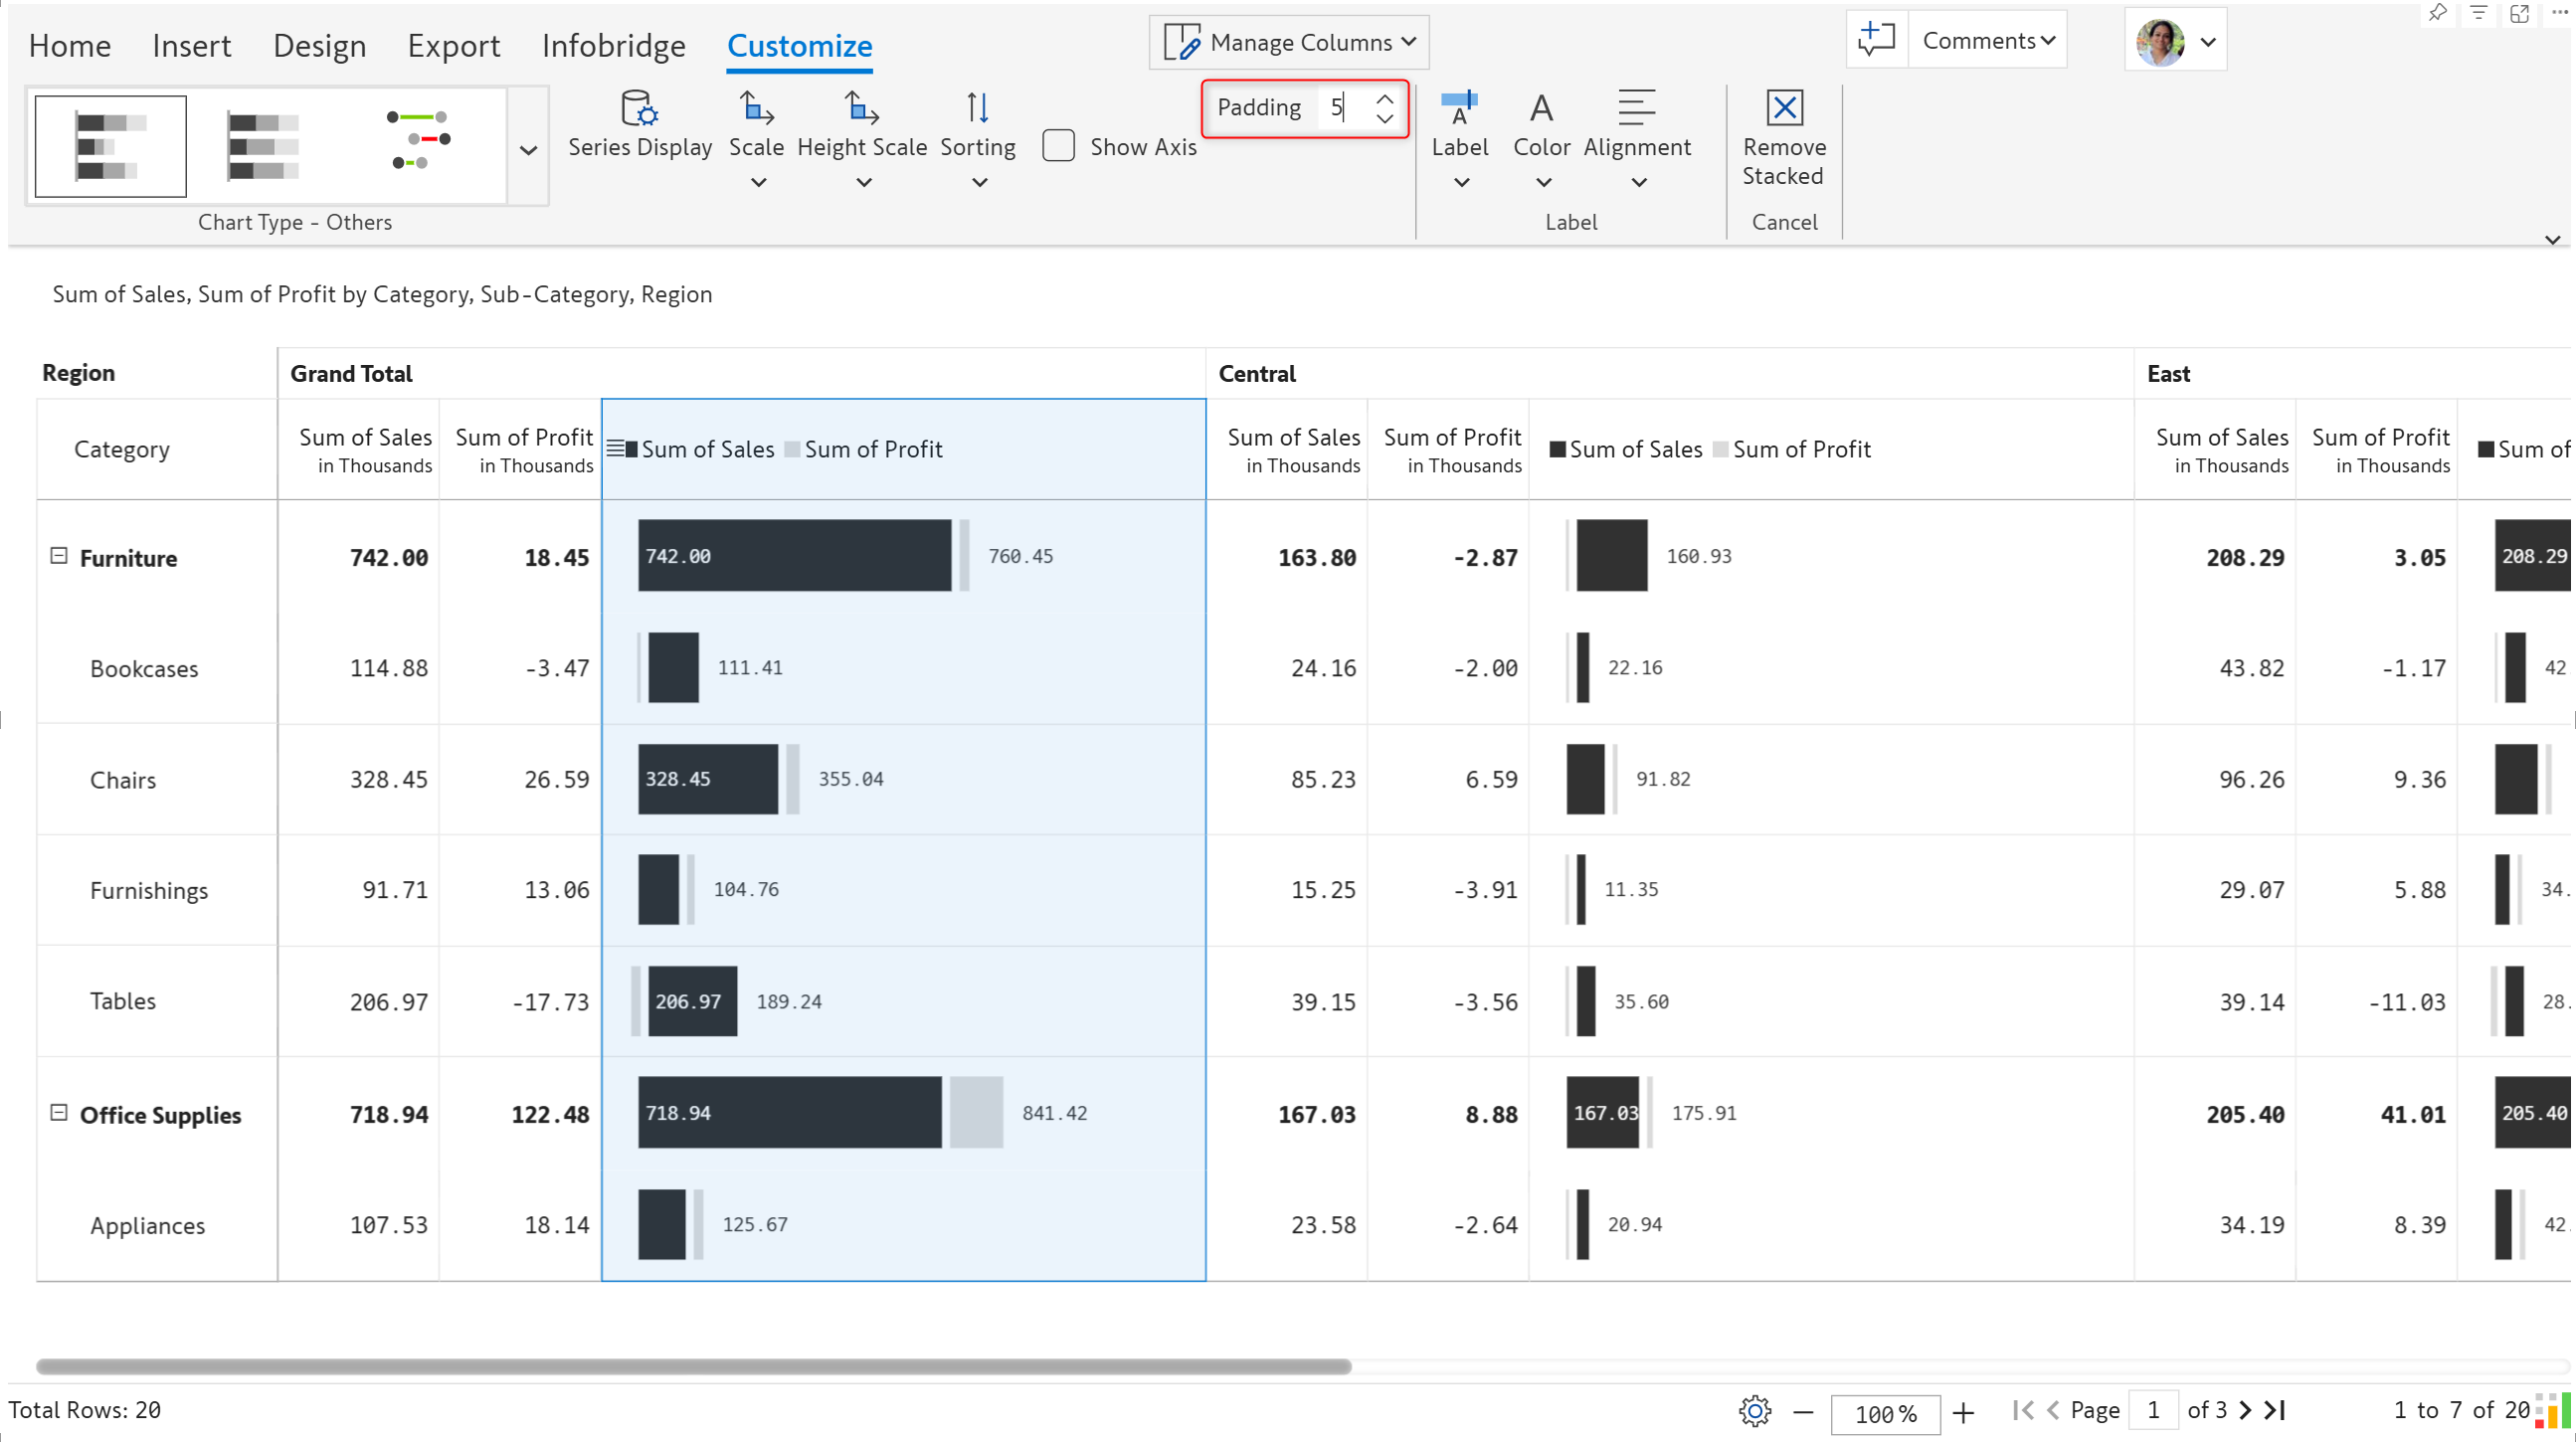 Home Insert Design Export Infobridge Customize Manage Columns Comments
Padding 5
Series Display Scale Height Scale Sorting Show Axis Label Color Alignment Remove
Stacked
Chart Type - Others Label Cancel
Sum of Sales, Sum of Profit by Category, Sub-Category, Region
Region Grand Total Central East
Category Sum of Sales in Thousands Sum of Profit in Thousands Sum of Sales Sum of Profit Sum of Sales in Thousands Sum of Profit in Thousands Sum of Sales Sum of Profit Sum of Sales in Thousands Sum of Profit in Thousands Sum of
Furniture 742.00 18.45 742.00 760.45 163.80 -2.87 160.93 208.29 3.05 208.29
Bookcases 114.88 -3.47 111.41 24.16 -2.00 22.16 43.82 -1.17 42
Chairs 328.45 26.59 328.45 355.04 85.23 6.59 91.82 96.26 9.36
Furnishings 91.71 13.06 104.76 15.25 -3.91 11.35 29.07 5.88 34.
Tables 206.97 -17.73 206.97 189.24 39.15 -3.56 35.60 39.14 -11.03 28.
Office Supplies 718.94 122.48 718.94 841.42 167.03 8.88 167.03 175.91 205.40 41.01 205.40
Appliances 107.53 18.14 125.67 23.58 -2.64 20.94 34.19 8.39 42.
Total Rows: 20 100% Page 1 of 3 1 to 7 of 20